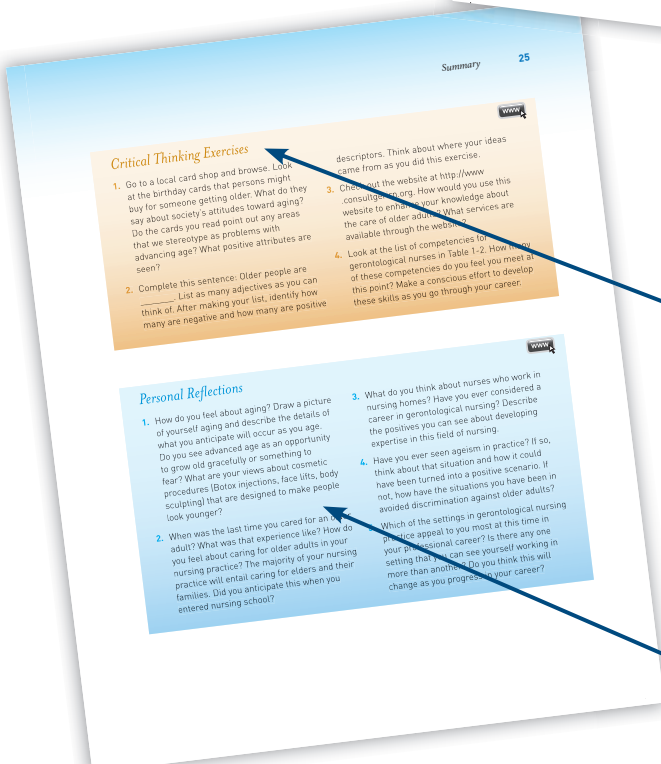 Summary 25
www
Critical Thinking Exercises
1. Go to a local card shop and browse. Look
at the birthday cards that persons might
buy for someone getting older. What do they
say about society's attitudes toward aging?
Do the cards you read point out any areas
that we stereotype as problems with
advancing age? What positive attributes are
seen?
2. Complete this sentence: Older people are
_______. List as many adjectives as you can
think of. After making your list, identify how
many are negative and how many are positive
descriptors. Think about where your ideas
came from as you did this exercise.
3. Check out the website at http://www
.consultgerirn.org. How would you use this
website to enhance your knowledge about
the care of older adults? What services are
available through the website?
4. Look at the list of competencies for
gerontological nurses in Table 1-2. How many
of these competencies do you feel you meet at
this point? Make a conscious effort to develop
these skills as you go through your career.
www
Personal Reflections
1. How do you feel about aging? Draw a picture
of yourself aging and describe the details of
what you anticipate will occur as you age.
Do you see advanced age as an opportunity
to grow old gracefully or something to
fear? What are your views about cosmetic
procedures (Botox injections, face lifts, body
sculpting) that are designed to make people
look younger?
2. When was the last time you cared for an older
adult? What was that experience like? How do
you feel about caring for older adults in your
nursing practice? The majority of your nursing
practice will entail caring for elders and their
families. Did you anticipate this when you
entered nursing school?
3. What do you think about nurses who work in
nursing homes? Have you ever considered a
career in gerontological nursing? Describe
the positives you can see about developing
expertise in this field of nursing.
4. Have you ever seen ageism in practice? If so,
think about that situation and how it could
have been turned into a positive scenario. If
not, how have the situations you have been in
avoided discrimination against older adults?
Which of the settings in gerontological nursing
practice appeal to you most at this time in
your professional career? Is there any one
setting that you can see yourself working in
more than another? Do you think this will
change as you progress in your career?